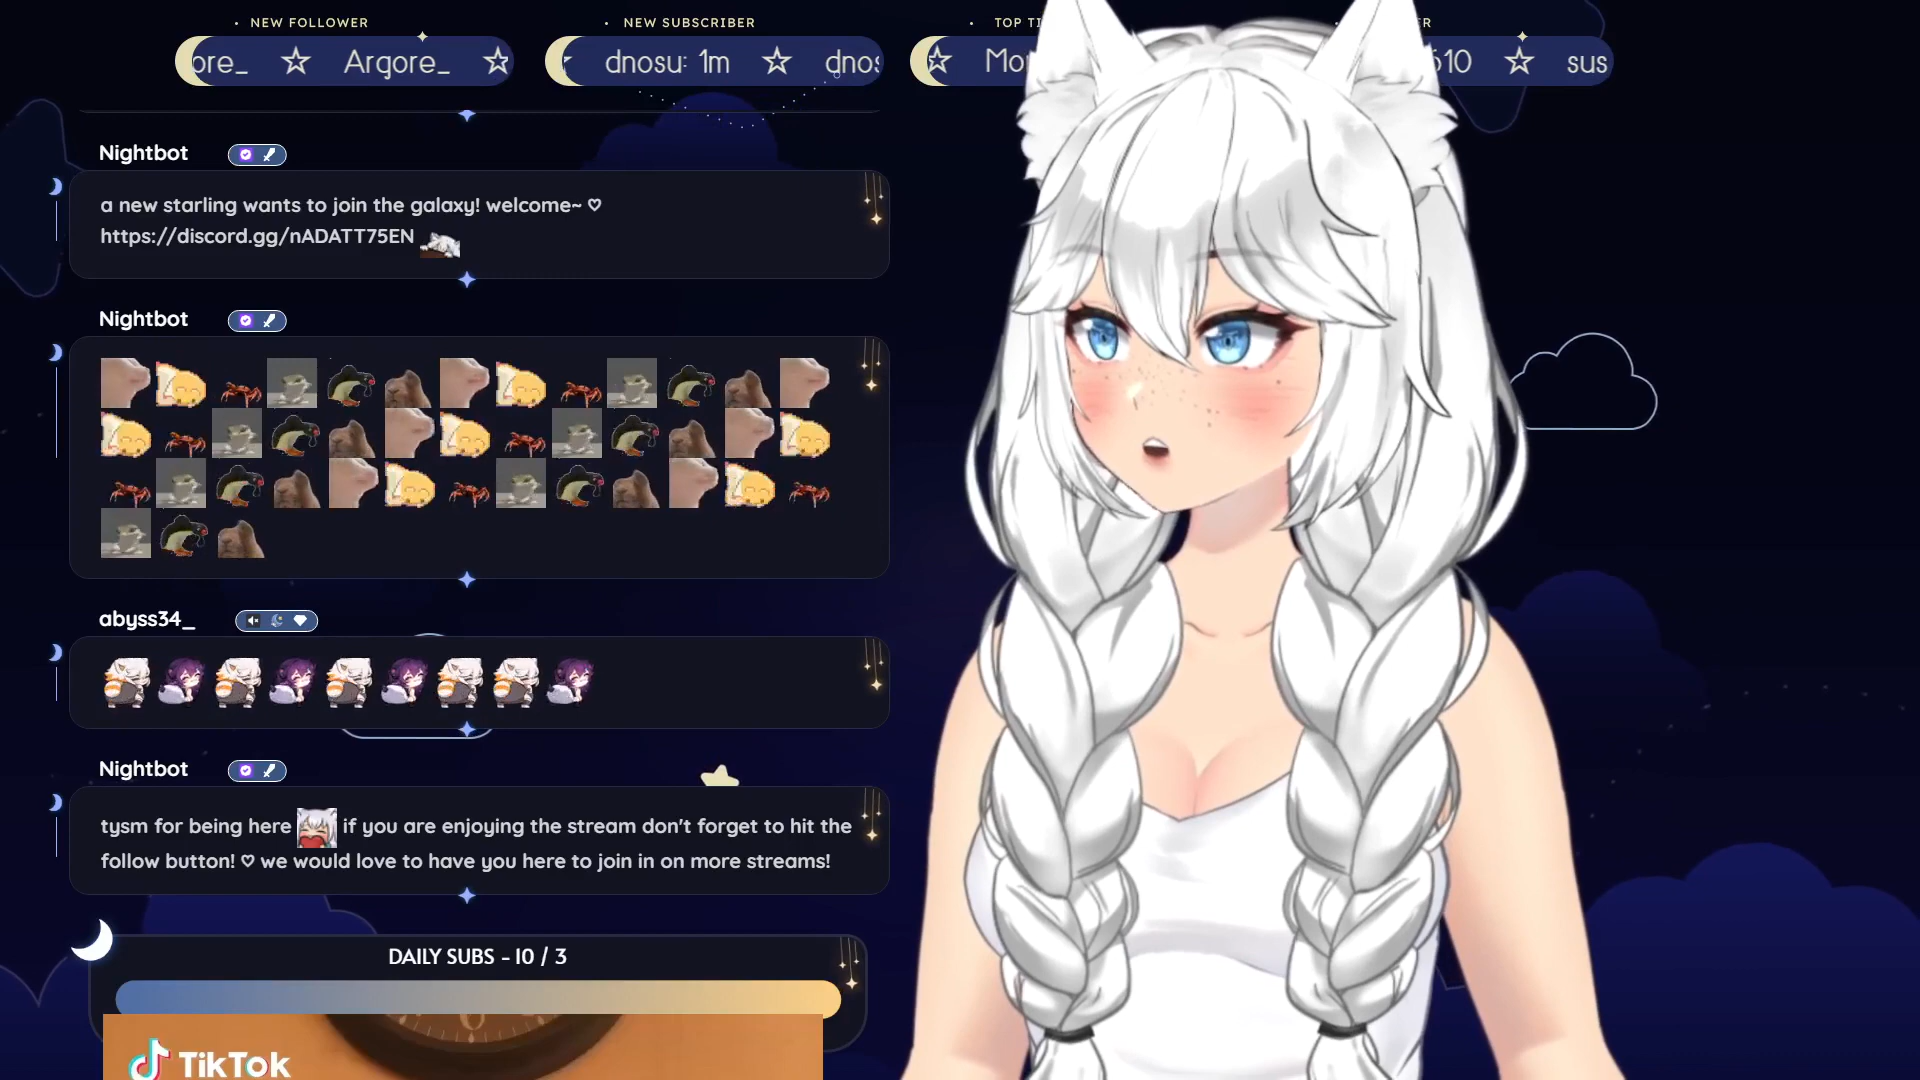 NEW FOLLOWER
NEW SUBSCRIBER
TOP
ore_ ☆ Argore_ ☆
dnosu: 1m ☆ dnos
☆ Mo
10 ☆ sus
Nightbot
a new starling wants to join the galaxy! welcome~ ♡
https://discord.gg/nADATT75EN
Nightbot
abyss34_
Nightbot
tysm for being here if you are enjoying the stream don't forget to hit the
follow button! ♡ we would love to have you here to join in on more streams!
DAILY SUBS - 10 / 3
TikTok